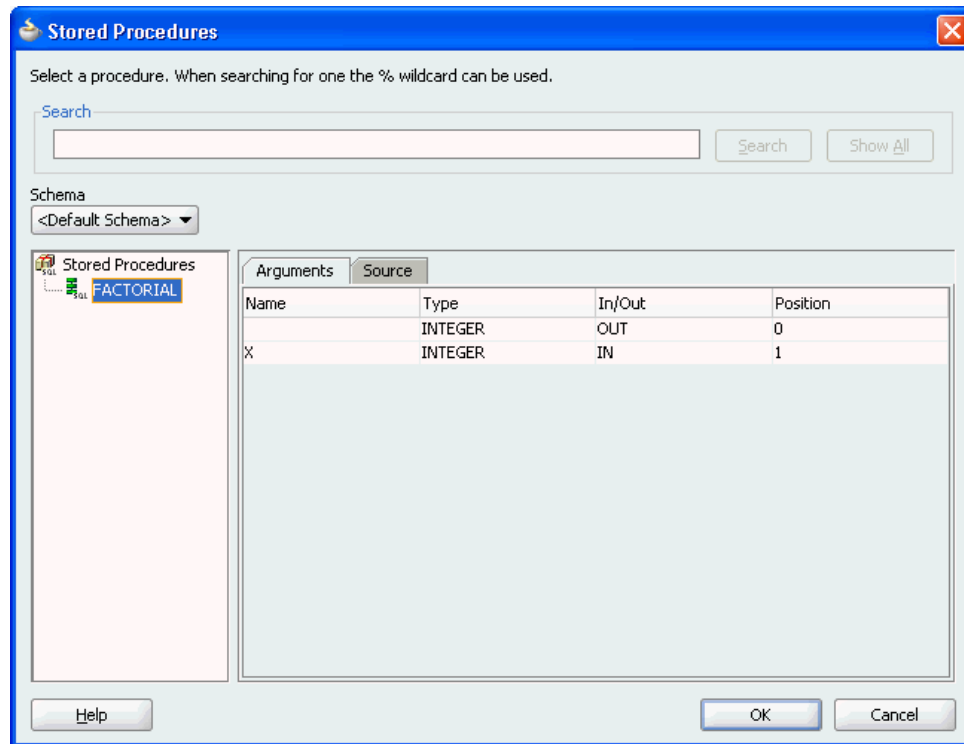 Stored Procedures
Select a procedure. When searching for one the % wildcard can be used.
Search
Search Show All
Schema
<Default Schema>
Stored Procedures
SQL
FACTORIAL
SQL
Arguments Source
Name Type In/Out Position
INTEGER OUT 0
X INTEGER IN 1
Help OK Cancel